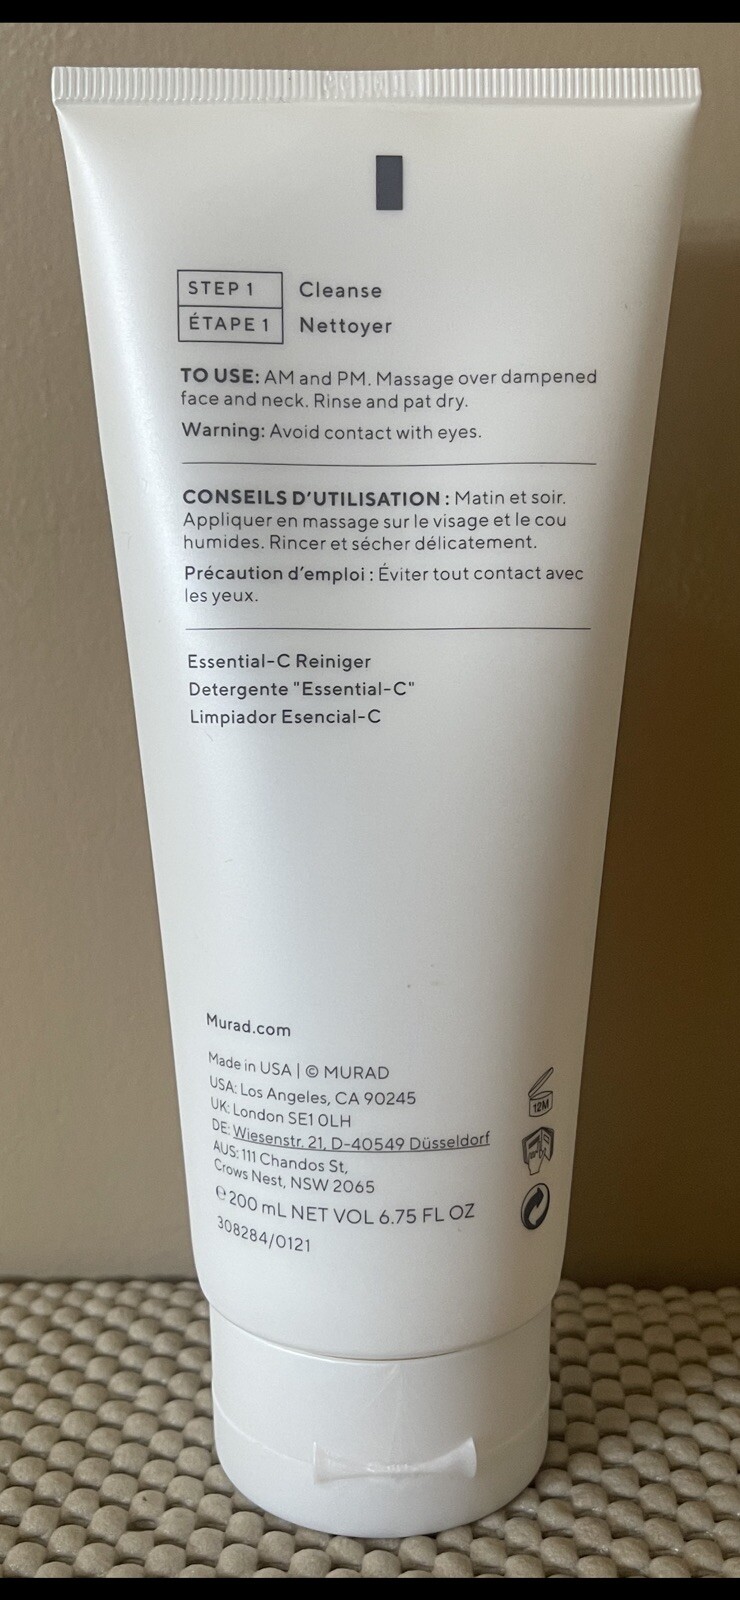 STEP 1 Cleanse
ÉTAPE 1 Nettoyer
TO USE: AM and PM. Massage over dampened
face and neck. Rinse and pat dry.
Warning: Avoid contact with eyes.
CONSEILS D'UTILISATION : Matin et soir.
Appliquer en massage sur le visage et le cou
humides. Rincer et sécher délicatement.
Précaution d'emploi : Éviter tout contact avec
les yeux.
Essential-C Reiniger
Detergente "Essential-C"
Limpiador Esencial-C
Murad.com
Made in USA | © MURAD
USA: Los Angeles, CA 90245
UK: London SE1 0LH
DE: Wiesenstr. 21, D-40549 Düsseldorf
AUS: 111 Chandos St,
Crows Nest, NSW 2065
℮ 200 mL NET VOL 6.75 FL OZ
308284/0121
12M